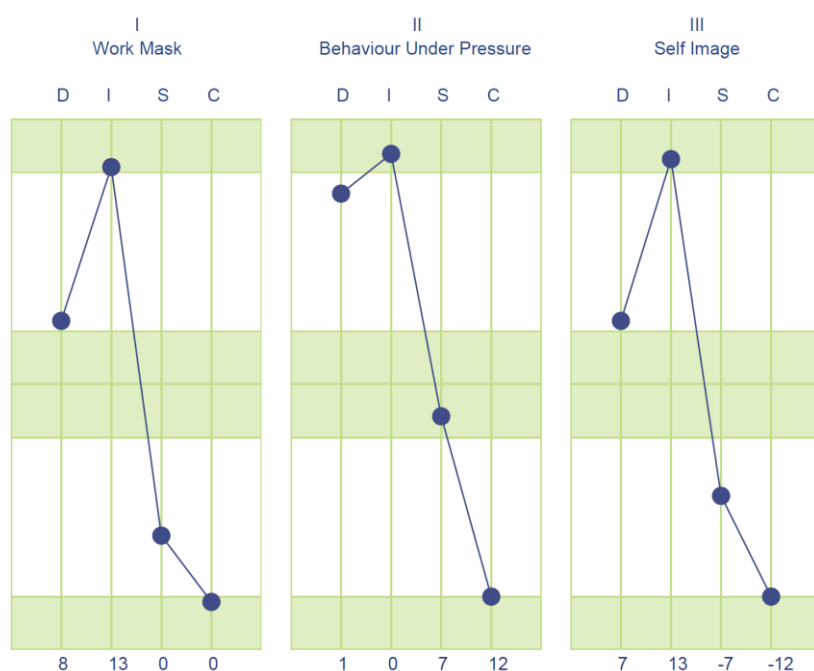 I
Work Mask
D I S C
8 13 0 0
II
Behaviour Under Pressure
D I S C
1 0 7 12
III
Self Image
D I S C
7 13 -7 -12